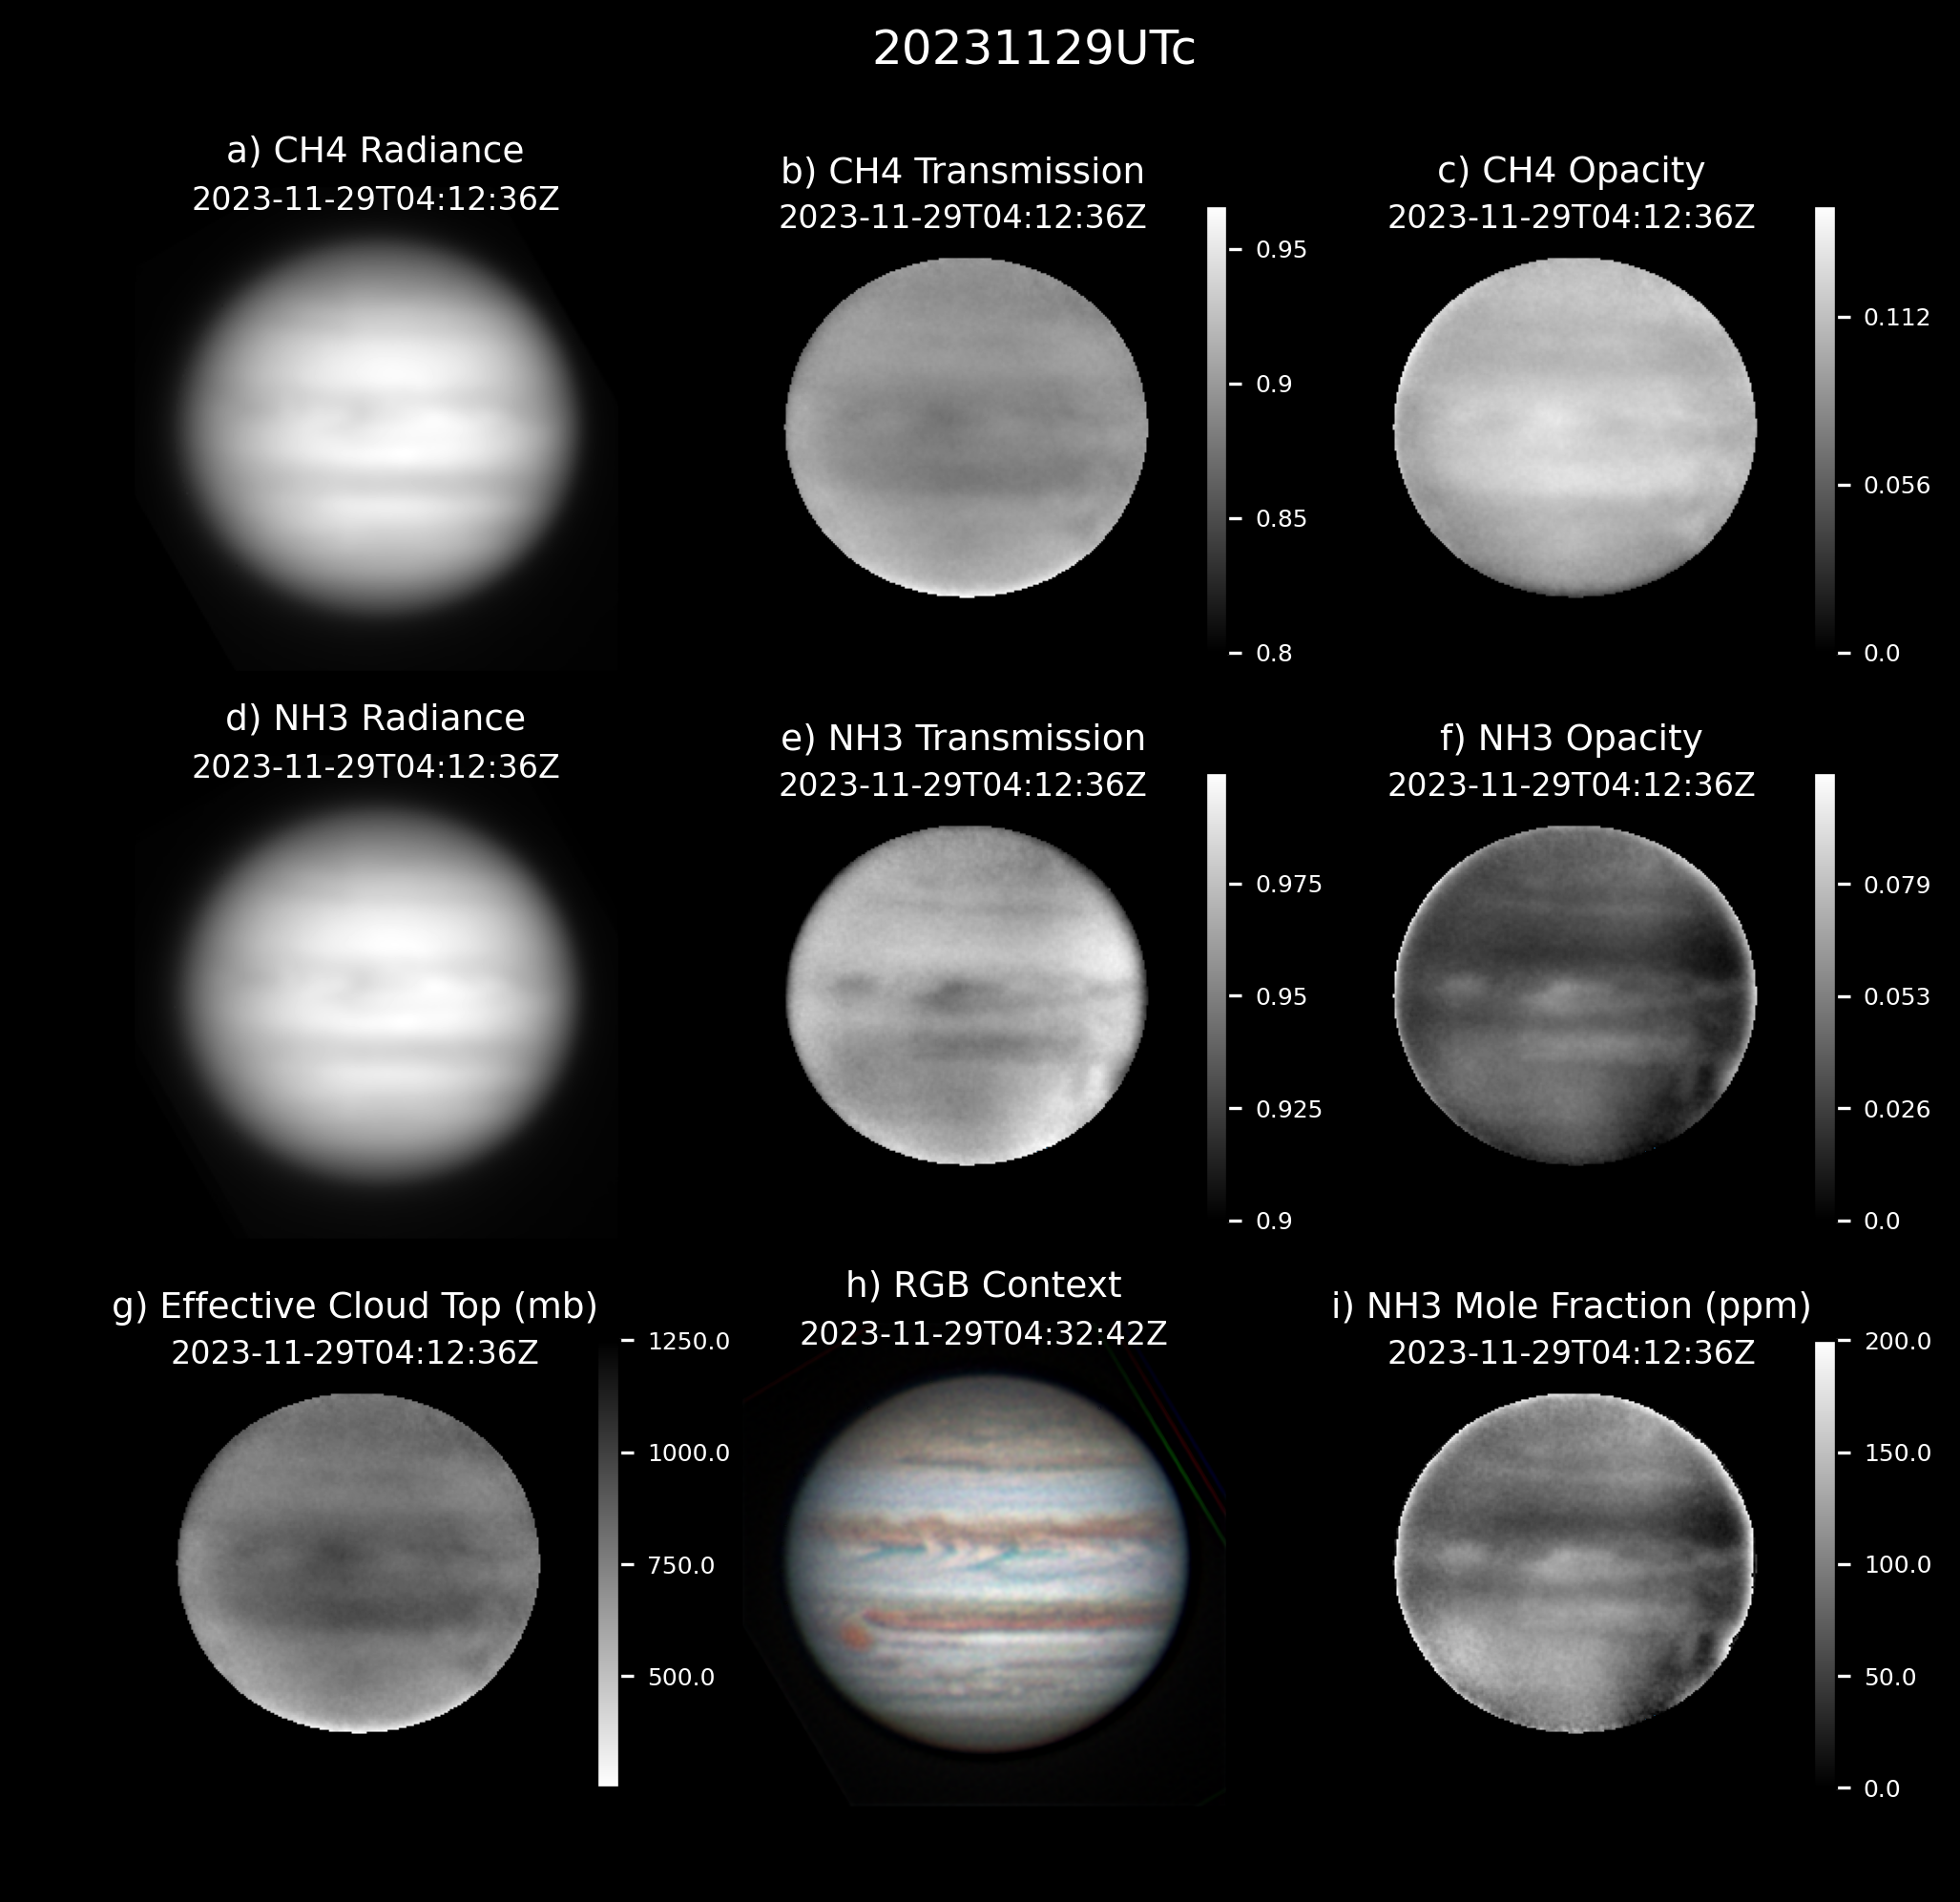 20231129UTc
a) CH4 Radiance
2023-11-29T04:12:36Z
b) CH4 Transmission
2023-11-29T04:12:36Z
0.95
0.9
0.85
0.8
c) CH4 Opacity
2023-11-29T04:12:36Z
0.112
0.056
0.0
d) NH3 Radiance
2023-11-29T04:12:36Z
e) NH3 Transmission
2023-11-29T04:12:36Z
0.975
0.95
0.925
0.9
f) NH3 Opacity
2023-11-29T04:12:36Z
0.079
0.053
0.026
0.0
g) Effective Cloud Top (mb)
2023-11-29T04:12:36Z
1250.0
1000.0
750.0
500.0
h) RGB Context
2023-11-29T04:32:42Z
i) NH3 Mole Fraction (ppm)
2023-11-29T04:12:36Z
200.0
150.0
100.0
50.0
0.0